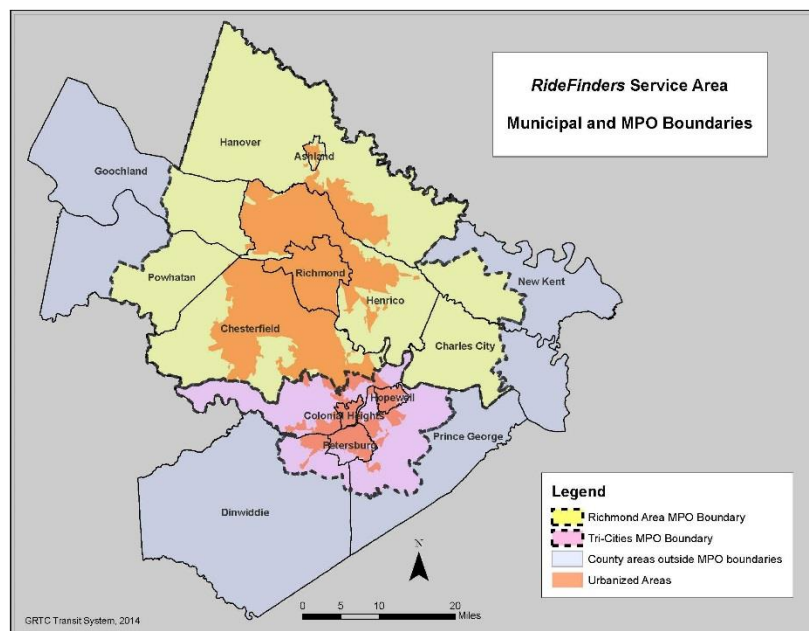 RideFinders Service Area
Municipal and MPO Boundaries
Hanover
Ashland
Goochland
Powhatan
Richmond
New Kent
Henrico
Chesterfield
Charles City
Hopewell
Colonial Heights
Prince George
Petersburg
Dinwiddie
Legend
Richmond Area MPO Boundary
Tri-Cities MPO Boundary
County areas outside MPO boundaries
Urbanized Areas
N
0 5 10 20
Miles
GRTC Transit System, 2014